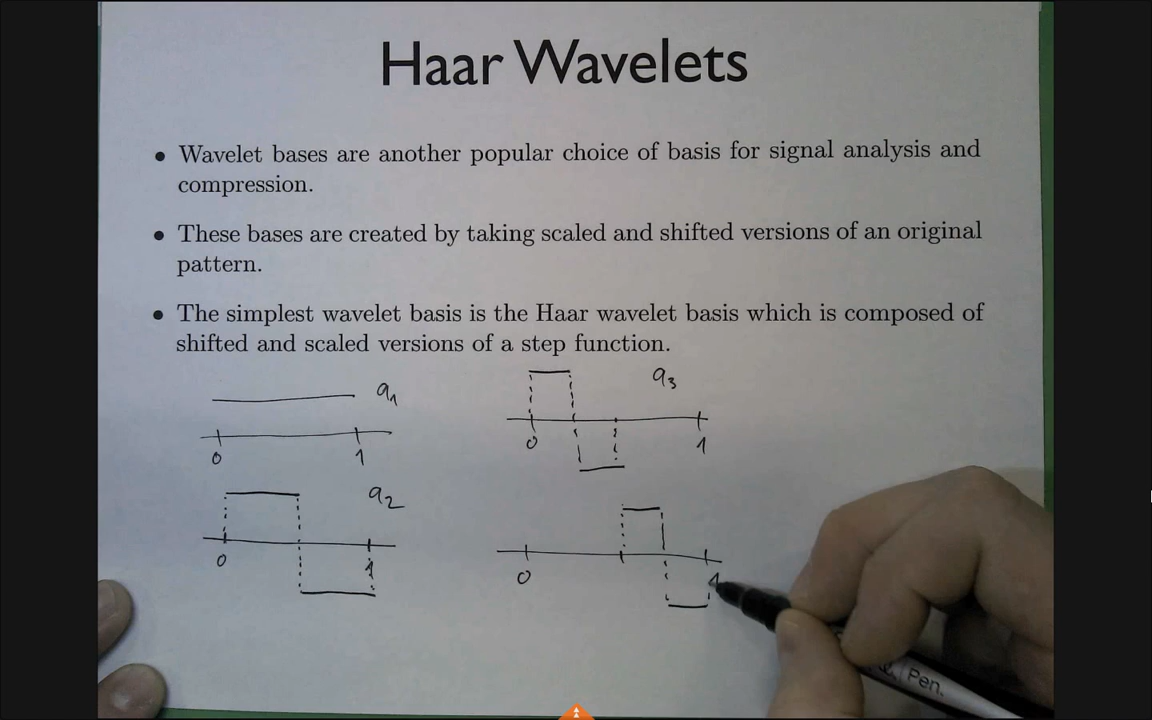 Haar Wavelets
• Wavelet bases are another popular choice of basis for signal analysis and
compression.
• These bases are created by taking scaled and shifted versions of an original
pattern.
• The simplest wavelet basis is the Haar wavelet basis which is composed of
shifted and scaled versions of a step function.
a1
0 1
a3
0 1
a2
0 1
0 1
Pen.